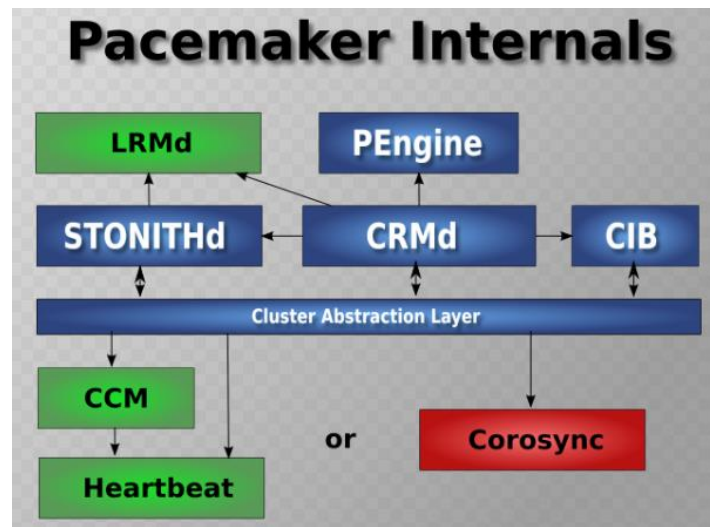 Pacemaker Internals
LRMd
PEngine
STONITHd
CRMd
CIB
Cluster Abstraction Layer
CCM
or
Corosync
Heartbeat